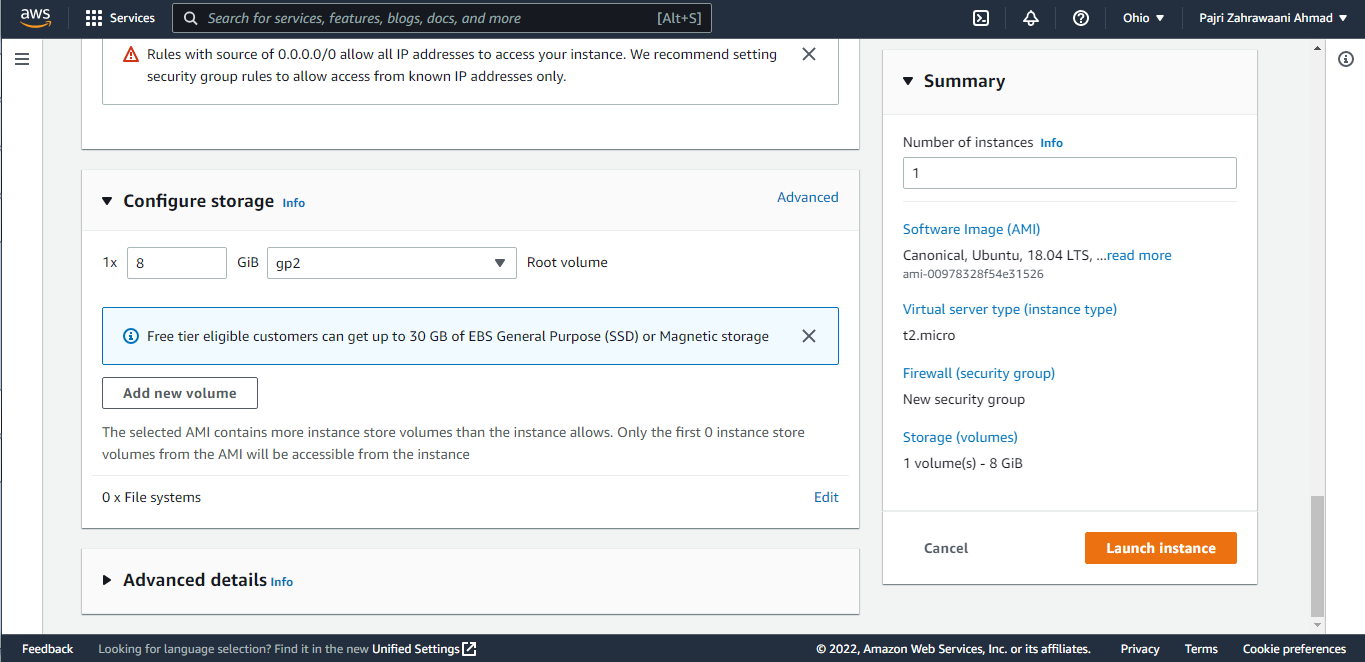 aws
Services
Search for services, features, blogs, docs, and more
[Alt+S]
Ohio
Pajri Zahrawaani Ahmad
Rules with source of 0.0.0.0/0 allow all IP addresses to access your instance. We recommend setting
security group rules to allow access from known IP addresses only.
Configure storage Info
Advanced
1x
8
GiB
gp2
Root volume
Free tier eligible customers can get up to 30 GB of EBS General Purpose (SSD) or Magnetic storage
Add new volume
The selected AMI contains more instance store volumes than the instance allows. Only the first 0 instance store
volumes from the AMI will be accessible from the instance
0 x File systems
Edit
Advanced details Info
Summary
Number of instances Info
1
Software Image (AMI)
Canonical, Ubuntu, 18.04 LTS, ...read more
ami-00978328f54e31526
Virtual server type (instance type)
t2.micro
Firewall (security group)
New security group
Storage (volumes)
1 volume(s) - 8 GiB
Cancel
Launch instance
Feedback
Looking for language selection? Find it in the new Unified Settings
© 2022, Amazon Web Services, Inc. or its affiliates.
Privacy
Terms
Cookie preferences